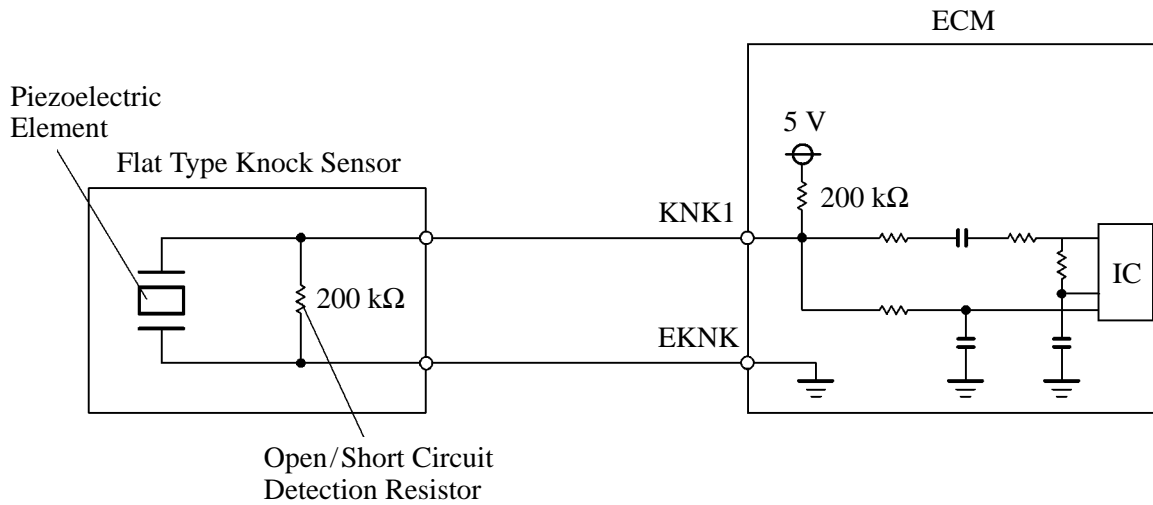 ECM
Piezoelectric
Element
5 V
Flat Type Knock Sensor
200 kΩ
KNK1
IC
200 kΩ
EKNK
Open/Short Circuit
Detection Resistor